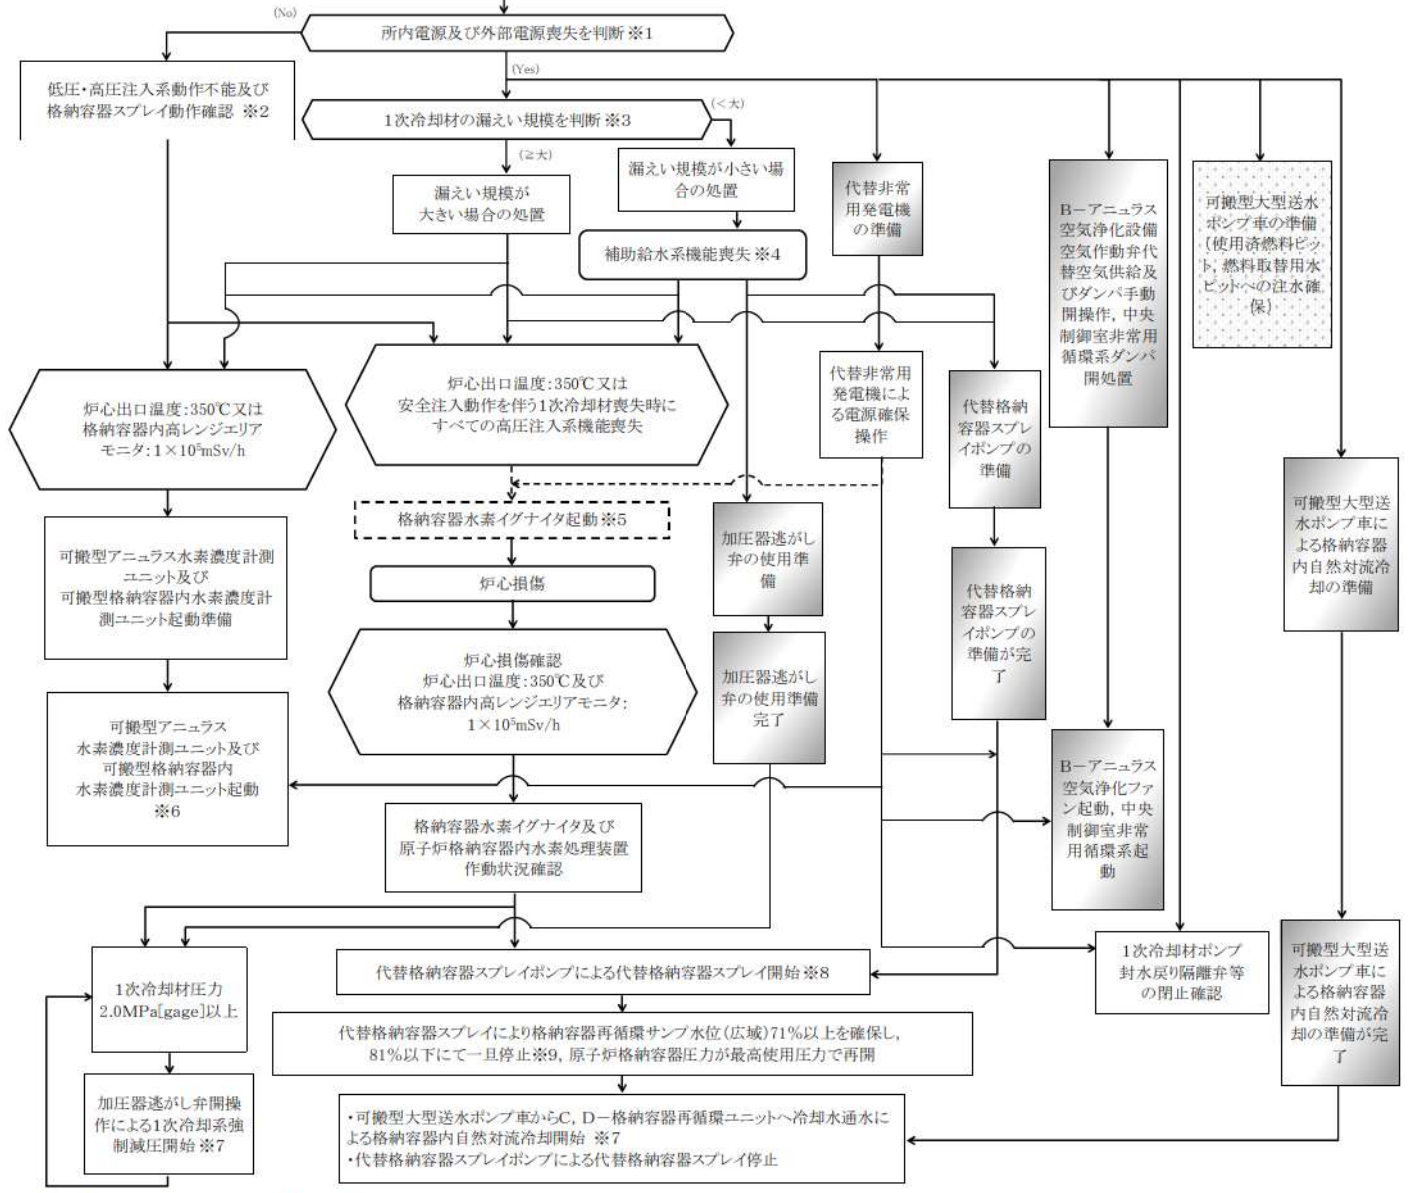 (No)
所内電源及び外部電源喪失を判断※1
(Yes)
低圧・高圧注入系動作不能及び
格納容器スプレイ動作確認 ※2
1次冷却材の漏えい規模を判断※3
(<大)
(≧大)
漏えい規模が
大きい場合の処置
漏えい規模が小さい場
合の処置
補助給水系機能喪失※4
代替非常
用発電機
の準備
B-アニュラス
空気浄化設備
空気作動弁代
替空気供給及
びダンパ手動
開操作，中央
制御室非常用
循環系ダンパ
開処置
可搬型大型送水
ポンプ車の準備
(使用済燃料ピッ
ト，燃料取替用水
ピットへの注水確
保)
炉心出口温度:350℃又は
格納容器内高レンジエリア
モニタ:1×10⁵mSv/h
炉心出口温度:350℃又は
安全注入動作を伴う1次冷却材喪失時に
すべての高圧注入系機能喪失
代替非常用
発電機によ
る電源確保
操作
代替格納
容器スプレ
イポンプの
準備
可搬型大型送
水ポンプ車に
よる格納容器
内自然対流冷
却の準備
格納容器水素イグナイタ起動※5
炉心損傷
加圧器逃がし
弁の使用準
備
代替格納
容器スプレ
イポンプの
準備が完
了
可搬型アニュラス水素濃度計測
ユニット及び
可搬型格納容器内水素濃度計
測ユニット起動準備
炉心損傷確認
炉心出口温度:350℃及び
格納容器内高レンジエリアモニタ:
1×10⁵mSv/h
加圧器逃がし
弁の使用準備
完了
可搬型アニュラス
水素濃度計測ユニット及び
可搬型格納容器内
水素濃度計測ユニット起動
※6
B-アニュラス
空気浄化ファ
ン起動，中央
制御室非常
用循環系起
動
格納容器水素イグナイタ及び
原子炉格納容器内水素処理装置
作動状況確認
1次冷却材圧力
2.0MPa[gage]以上
代替格納容器スプレイポンプによる代替格納容器スプレイ開始※8
1次冷却材ポンプ
封水戻り隔離弁等
の閉止確認
可搬型大型送
水ポンプ車に
よる格納容器
内自然対流冷
却の準備が完
了
代替格納容器スプレイにより格納容器再循環サンプ水位(広域)71%以上を確保し，
81%以下にて一旦停止※9，原子炉格納容器圧力が最高使用圧力で再開
加圧器逃がし弁開操
作による1次冷却系強
制減圧開始 ※7
・可搬型大型送水ポンプ車からC，D-格納容器再循環ユニットへ冷却水通水に
よる格納容器内自然対流冷却開始 ※7
・代替格納容器スプレイポンプによる代替格納容器スプレイ停止